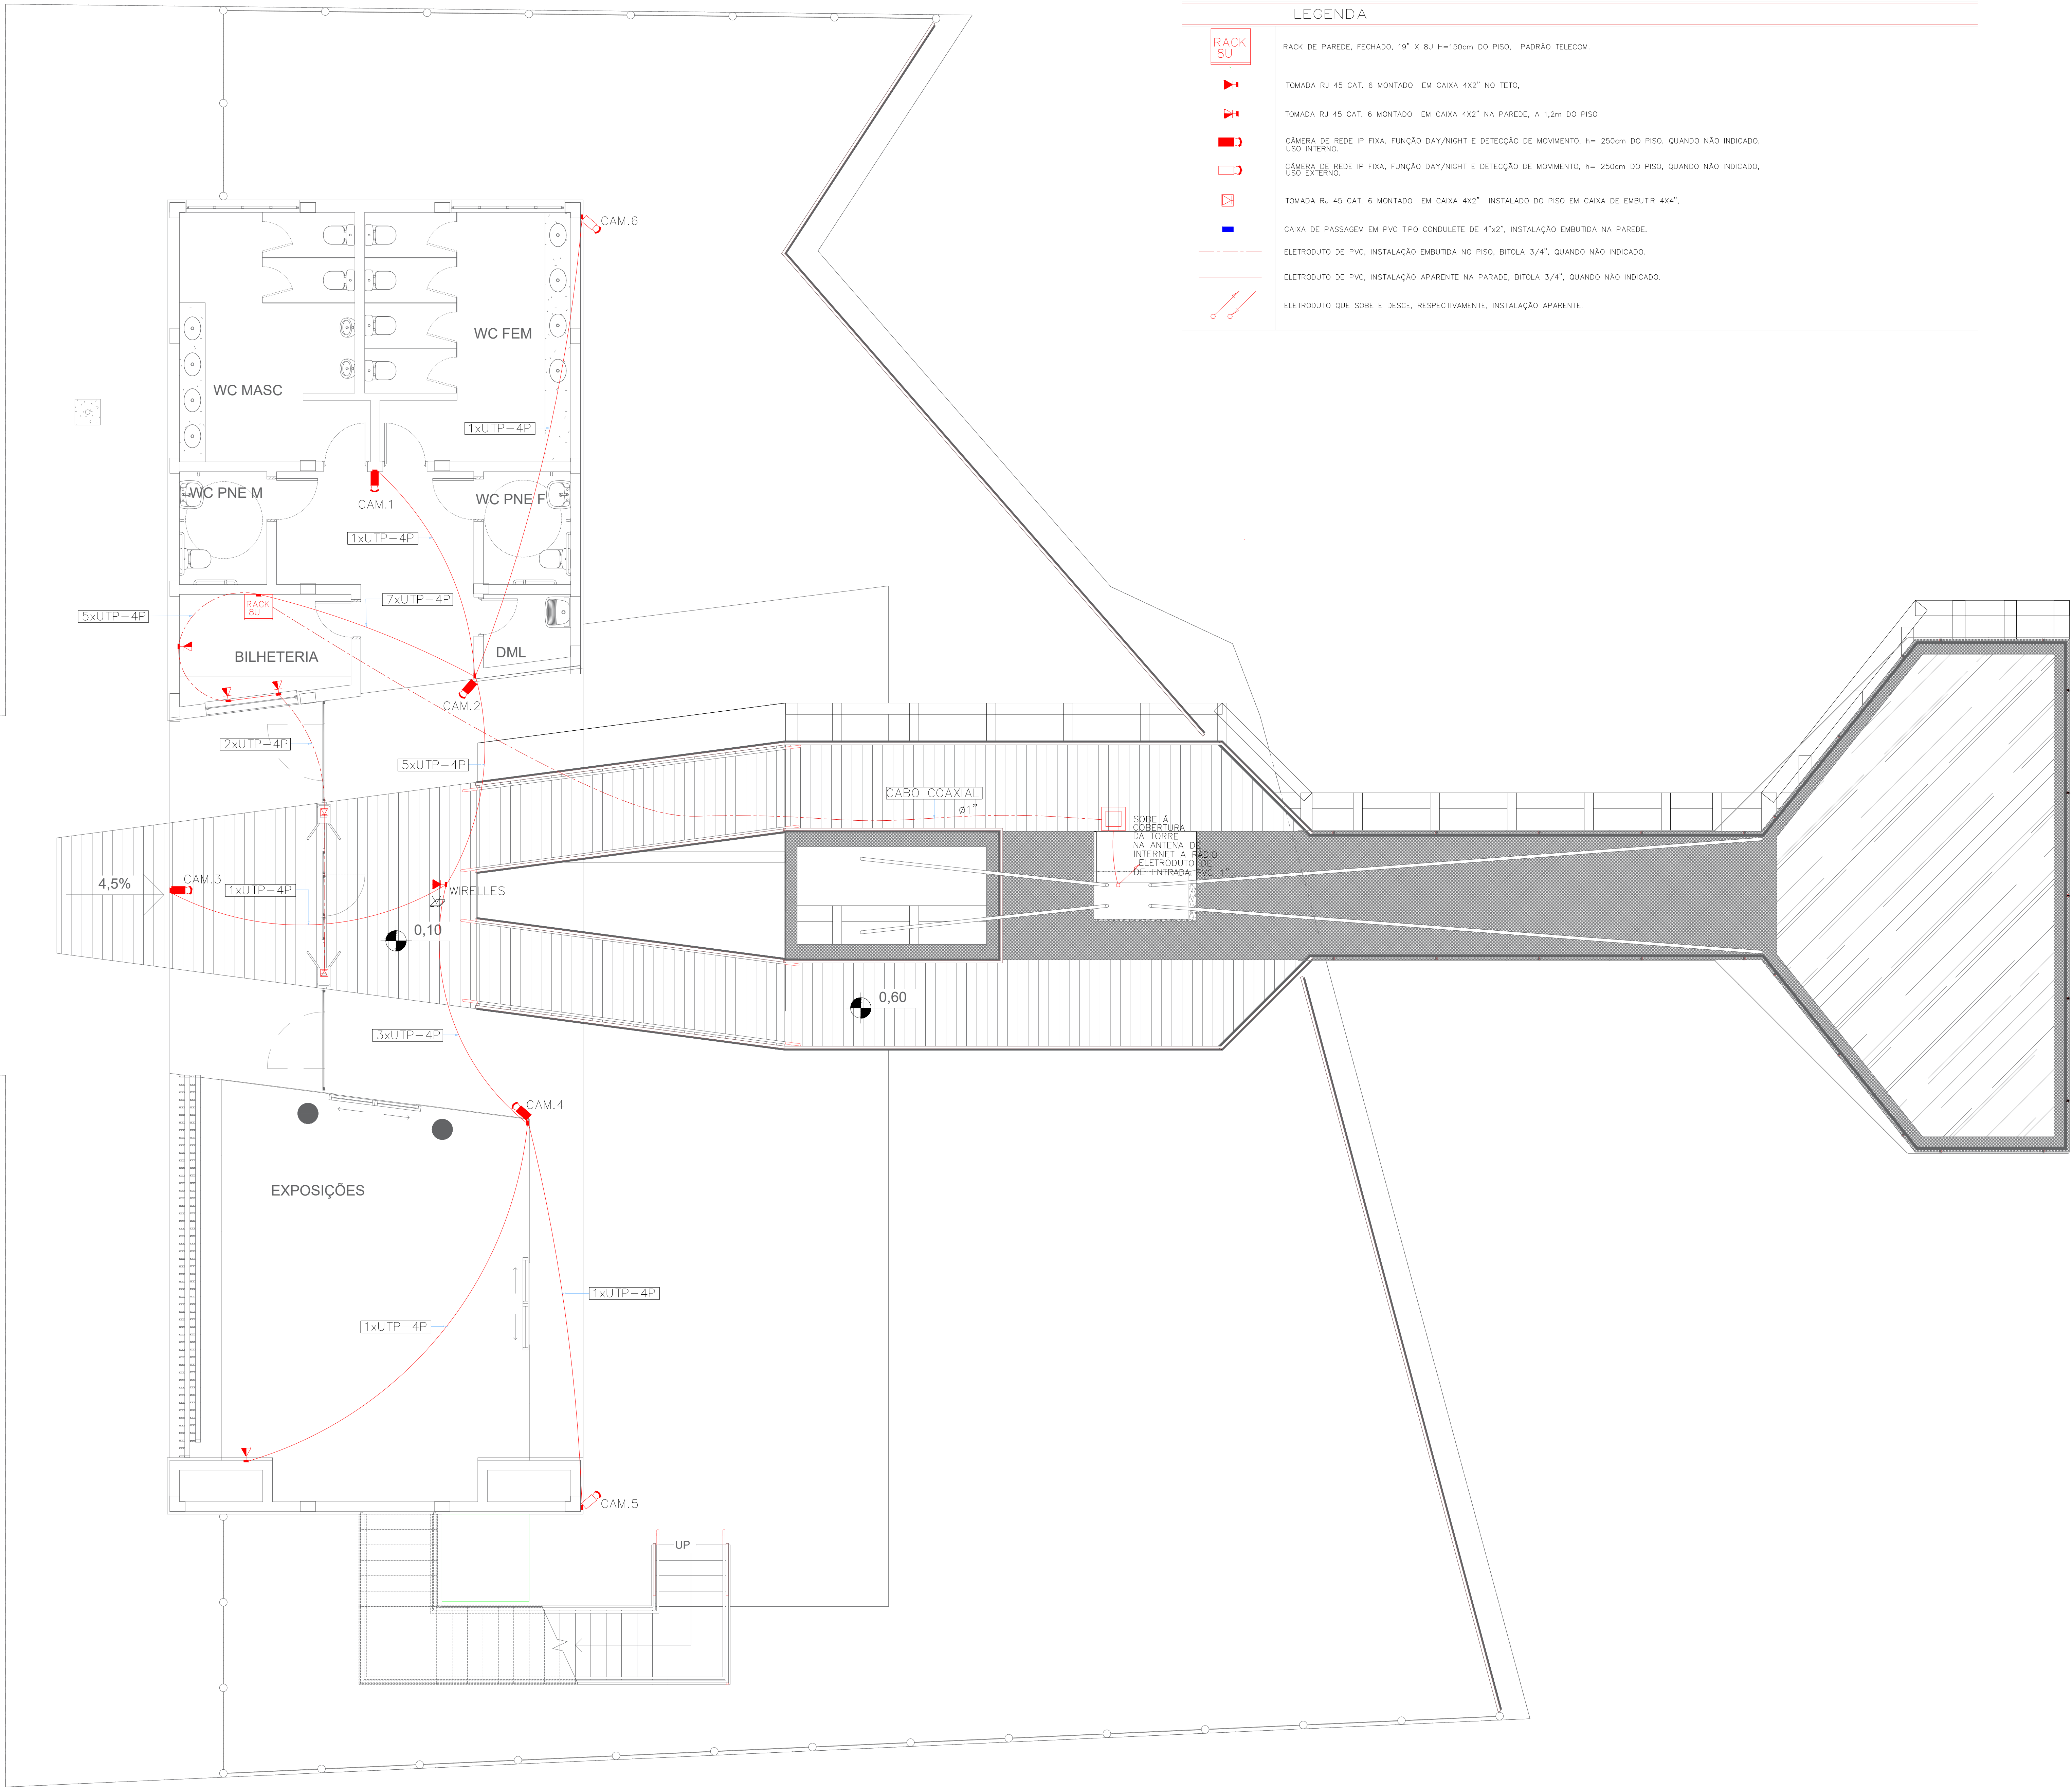 LEGENDA
RACK
8U
RACK DE PAREDE, FECHADO, 19" X 8U H=150cm DO PISO, PADRÃO TELECOM.
TOMADA RJ 45 CAT. 6 MONTADO EM CAIXA 4X2" NO TETO,
TOMADA RJ 45 CAT. 6 MONTADO EM CAIXA 4X2" NA PAREDE, A 1,2m DO PISO
CÂMERA DE REDE IP FIXA, FUNÇÃO DAY/NIGHT E DETECÇÃO DE MOVIMENTO, h= 250cm DO PISO, QUANDO NÃO INDICADO,
USO INTERNO.
CÂMERA DE REDE IP FIXA, FUNÇÃO DAY/NIGHT E DETECÇÃO DE MOVIMENTO, h= 250cm DO PISO, QUANDO NÃO INDICADO,
USO EXTERNO.
TOMADA RJ 45 CAT. 6 MONTADO EM CAIXA 4X2" INSTALADO DO PISO EM CAIXA DE EMBUTIR 4X4",
CAIXA DE PASSAGEM EM PVC TIPO CONDULETE DE 4"x2", INSTALAÇÃO EMBUTIDA NA PAREDE.
ELETRODUTO DE PVC, INSTALAÇÃO EMBUTIDA NO PISO, BITOLA 3/4", QUANDO NÃO INDICADO.
ELETRODUTO DE PVC, INSTALAÇÃO APARENTE NA PARADE, BITOLA 3/4", QUANDO NÃO INDICADO.
ELETRODUTO QUE SOBE E DESCE, RESPECTIVAMENTE, INSTALAÇÃO APARENTE.
CAM.6
WC FEM
WC MASC
1xUTP-4P
WC PNE M
WC PNE F
CAM.1
1xUTP-4P
7xUTP-4P
5xUTP-4P
RACK
8U
BILHETERIA
DML
CAM.2
2xUTP-4P
5xUTP-4P
CABO COAXIAL
ø1"
SOBE Á
COBERTURA
DA TORRE
NA ANTENA DE
INTERNET A RADIO
ELETRODUTO DE
DE ENTRADA PVC 1"
4,5%
CAM.3
1xUTP-4P
WIRELLES
0,10
0,60
3xUTP-4P
CAM.4
EXPOSIÇÕES
1xUTP-4P
1xUTP-4P
CAM.5
UP